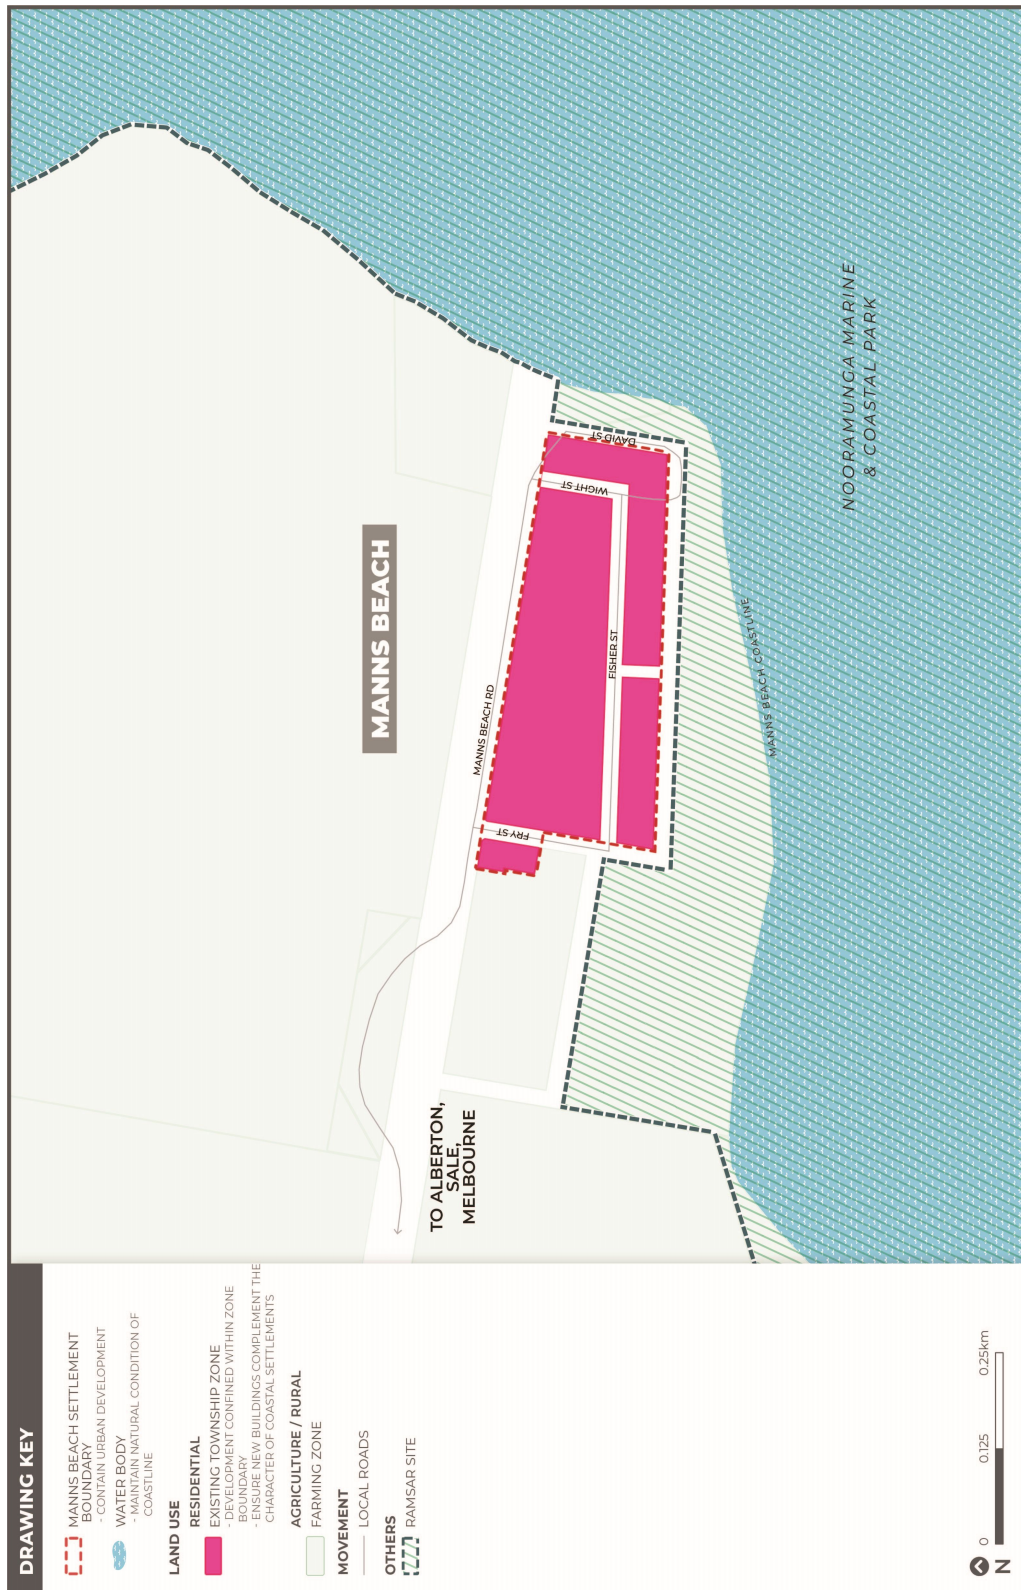 DRAWING KEY
MANNS BEACH SETTLEMENT
BOUNDARY
- CONTAIN URBAN DEVELOPMENT
WATER BODY
- MAINTAIN NATURAL CONDITION OF
COASTLINE
LAND USE
RESIDENTIAL
EXISTING TOWNSHIP ZONE
- DEVELOPMENT CONFINED WITHIN ZONE
BOUNDARY
- ENSURE NEW BUILDINGS COMPLEMENT THE
CHARACTER OF COASTAL SETTLEMENTS
AGRICULTURE / RURAL
FARMING ZONE
MOVEMENT
LOCAL ROADS
OTHERS
RAMSAR SITE
N
0 0.125 0.25km
MANNS BEACH
TO ALBERTON,
SALE,
MELBOURNE
MANNS BEACH RD
FRY ST
FISHER ST
WIGHT ST
DAVID ST
MANNS BEACH COASTLINE
NOORAMUNGA MARINE
& COASTAL PARK